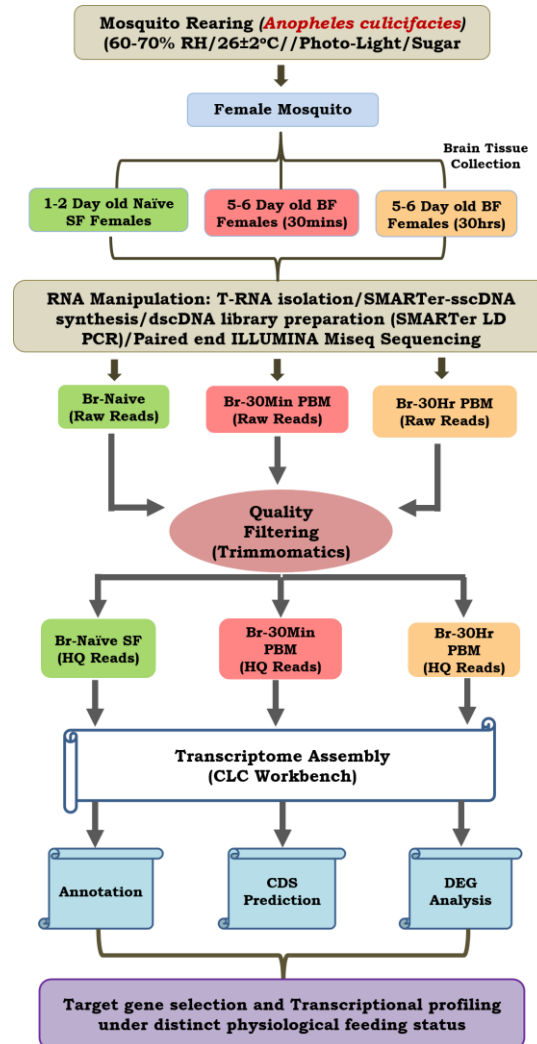 Mosquito Rearing (Anopheles culicifacies)
(60-70% RH/26±2ºC//Photo-Light/Sugar
Female Mosquito
Brain Tissue
Collection
1-2 Day old Naïve
SF Females
5-6 Day old BF
Females (30mins)
5-6 Day old BF
Females (30hrs)
RNA Manipulation: T-RNA isolation/SMARTer-sscDNA
synthesis/dscDNA library preparation (SMARTer LD
PCR)/Paired end ILLUMINA Miseq Sequencing
Br-Naive
(Raw Reads)
Br-30Min PBM
(Raw Reads)
Br-30Hr PBM
(Raw Reads)
Quality
Filtering
(Trimmomatics)
Br-Naïve SF
(HQ Reads)
Br-30Min
PBM
(HQ Reads)
Br-30Hr
PBM
(HQ Reads)
Transcriptome Assembly
(CLC Workbench)
Annotation
CDS
Prediction
DEG
Analysis
Target gene selection and Transcriptional profiling
under distinct physiological feeding status